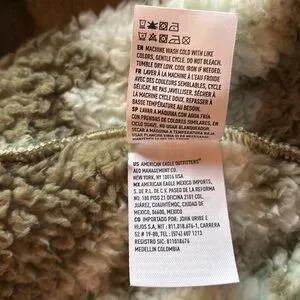 EN MACHINE WASH COLD WITH LIKE
COLORS, GENTLE CYCLE. DO NOT BLEACH.
TUMBLE DRY LOW. COOL IRON IF NEEDED.
FR LAVER À LA MACHINE À L'EAU FROIDE
AVEC DES COULEURS SEMBLABLES, CYCLE
DÉLICAT. NE PAS JAVELLISER. SÉCHER À
LA MACHINE CYCLE DOUX. REPASSER À
BASSE TEMPÉRATURE AU BESOIN.
SP LAVAR A MÁQUINA CON AGUA FRÍA
CON PRENDAS DE COLORES SIMILARES, EN
CICLO SUAVE. NO USAR BLANQUEADOR.
SECAR A MÁQUINA A TEMPERATURA BAJA.
USAR PLANCHA TIBIA
US AMERICAN EAGLE OUTFITTERS®
AEO MANAGEMENT CO.
NEW YORK, NY 10016 USA
MX AMERICAN EAGLE MEXICO IMPORTS,
S. DE R.L. DE C.V. PASEO DE LA REFORMA
NO. 180 PISO 21 OFICINA 2101 COL.
JUÁREZ, CUAUHTÉMOC, CIUDAD DE
MÉXICO, 06600, MEXICO
CO IMPORTADO POR: JOHN URIBE E
HIJOS S.A. NIT: 811.018.676-1, CARRERA
52 # 19-80, TEL: (574) 607 1213
REGISTRO SIC: 811018676
MEDELLIN COLOMBIA